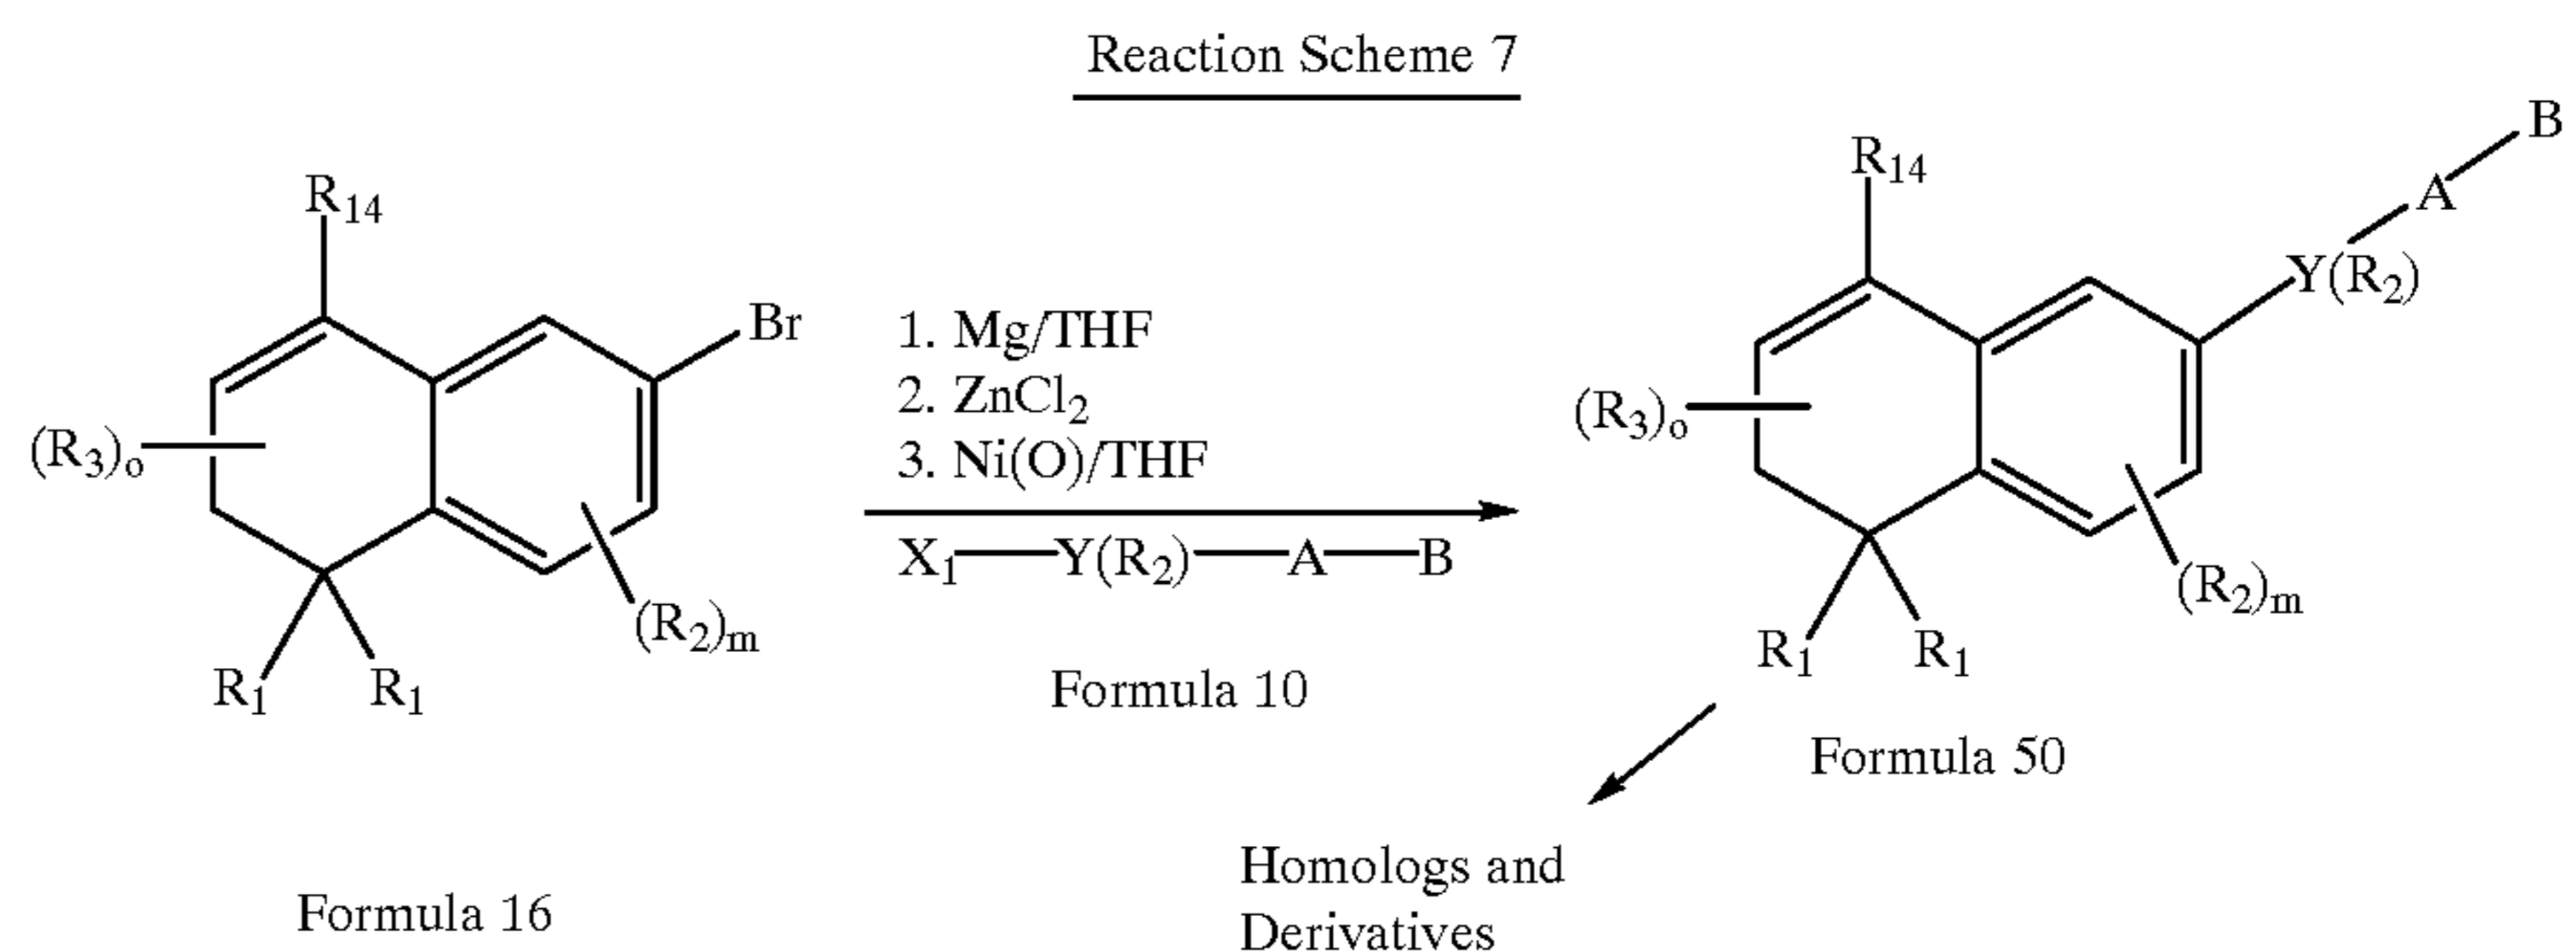 Reaction Scheme 7
R14
Br
(R3)o
(R2)m
R1 R1
Formula 16
1. Mg/THF
2. ZnCl2
3. Ni(O)/THF
X1—Y(R2)—A—B
Formula 10
B
A
R14
Y(R2)
(R3)o
(R2)m
R1 R1
Formula 50
Homologs and
Derivatives